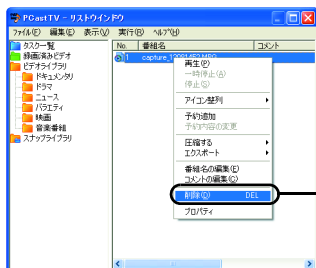 PCastTV - リストウインドウ
ファイル(F) 編集(E) 表示(V) 実行(R) ヘルプ(H)
タスク一覧
録画済みビデオ
ビデオライブラリ
ドキュメンタリ
ドラマ
ニュース
バラエティ
映画
音楽番組
スナップライブラリ
No. 番組名 コメント
1
再生(P)
一時停止(A)
停止(S)
アイコン整列
予約追加
予約内容の変更
圧縮する
エクスポート
番組名の編集(E)
コメントの編集(C)
削除(D) DEL
プロパティ